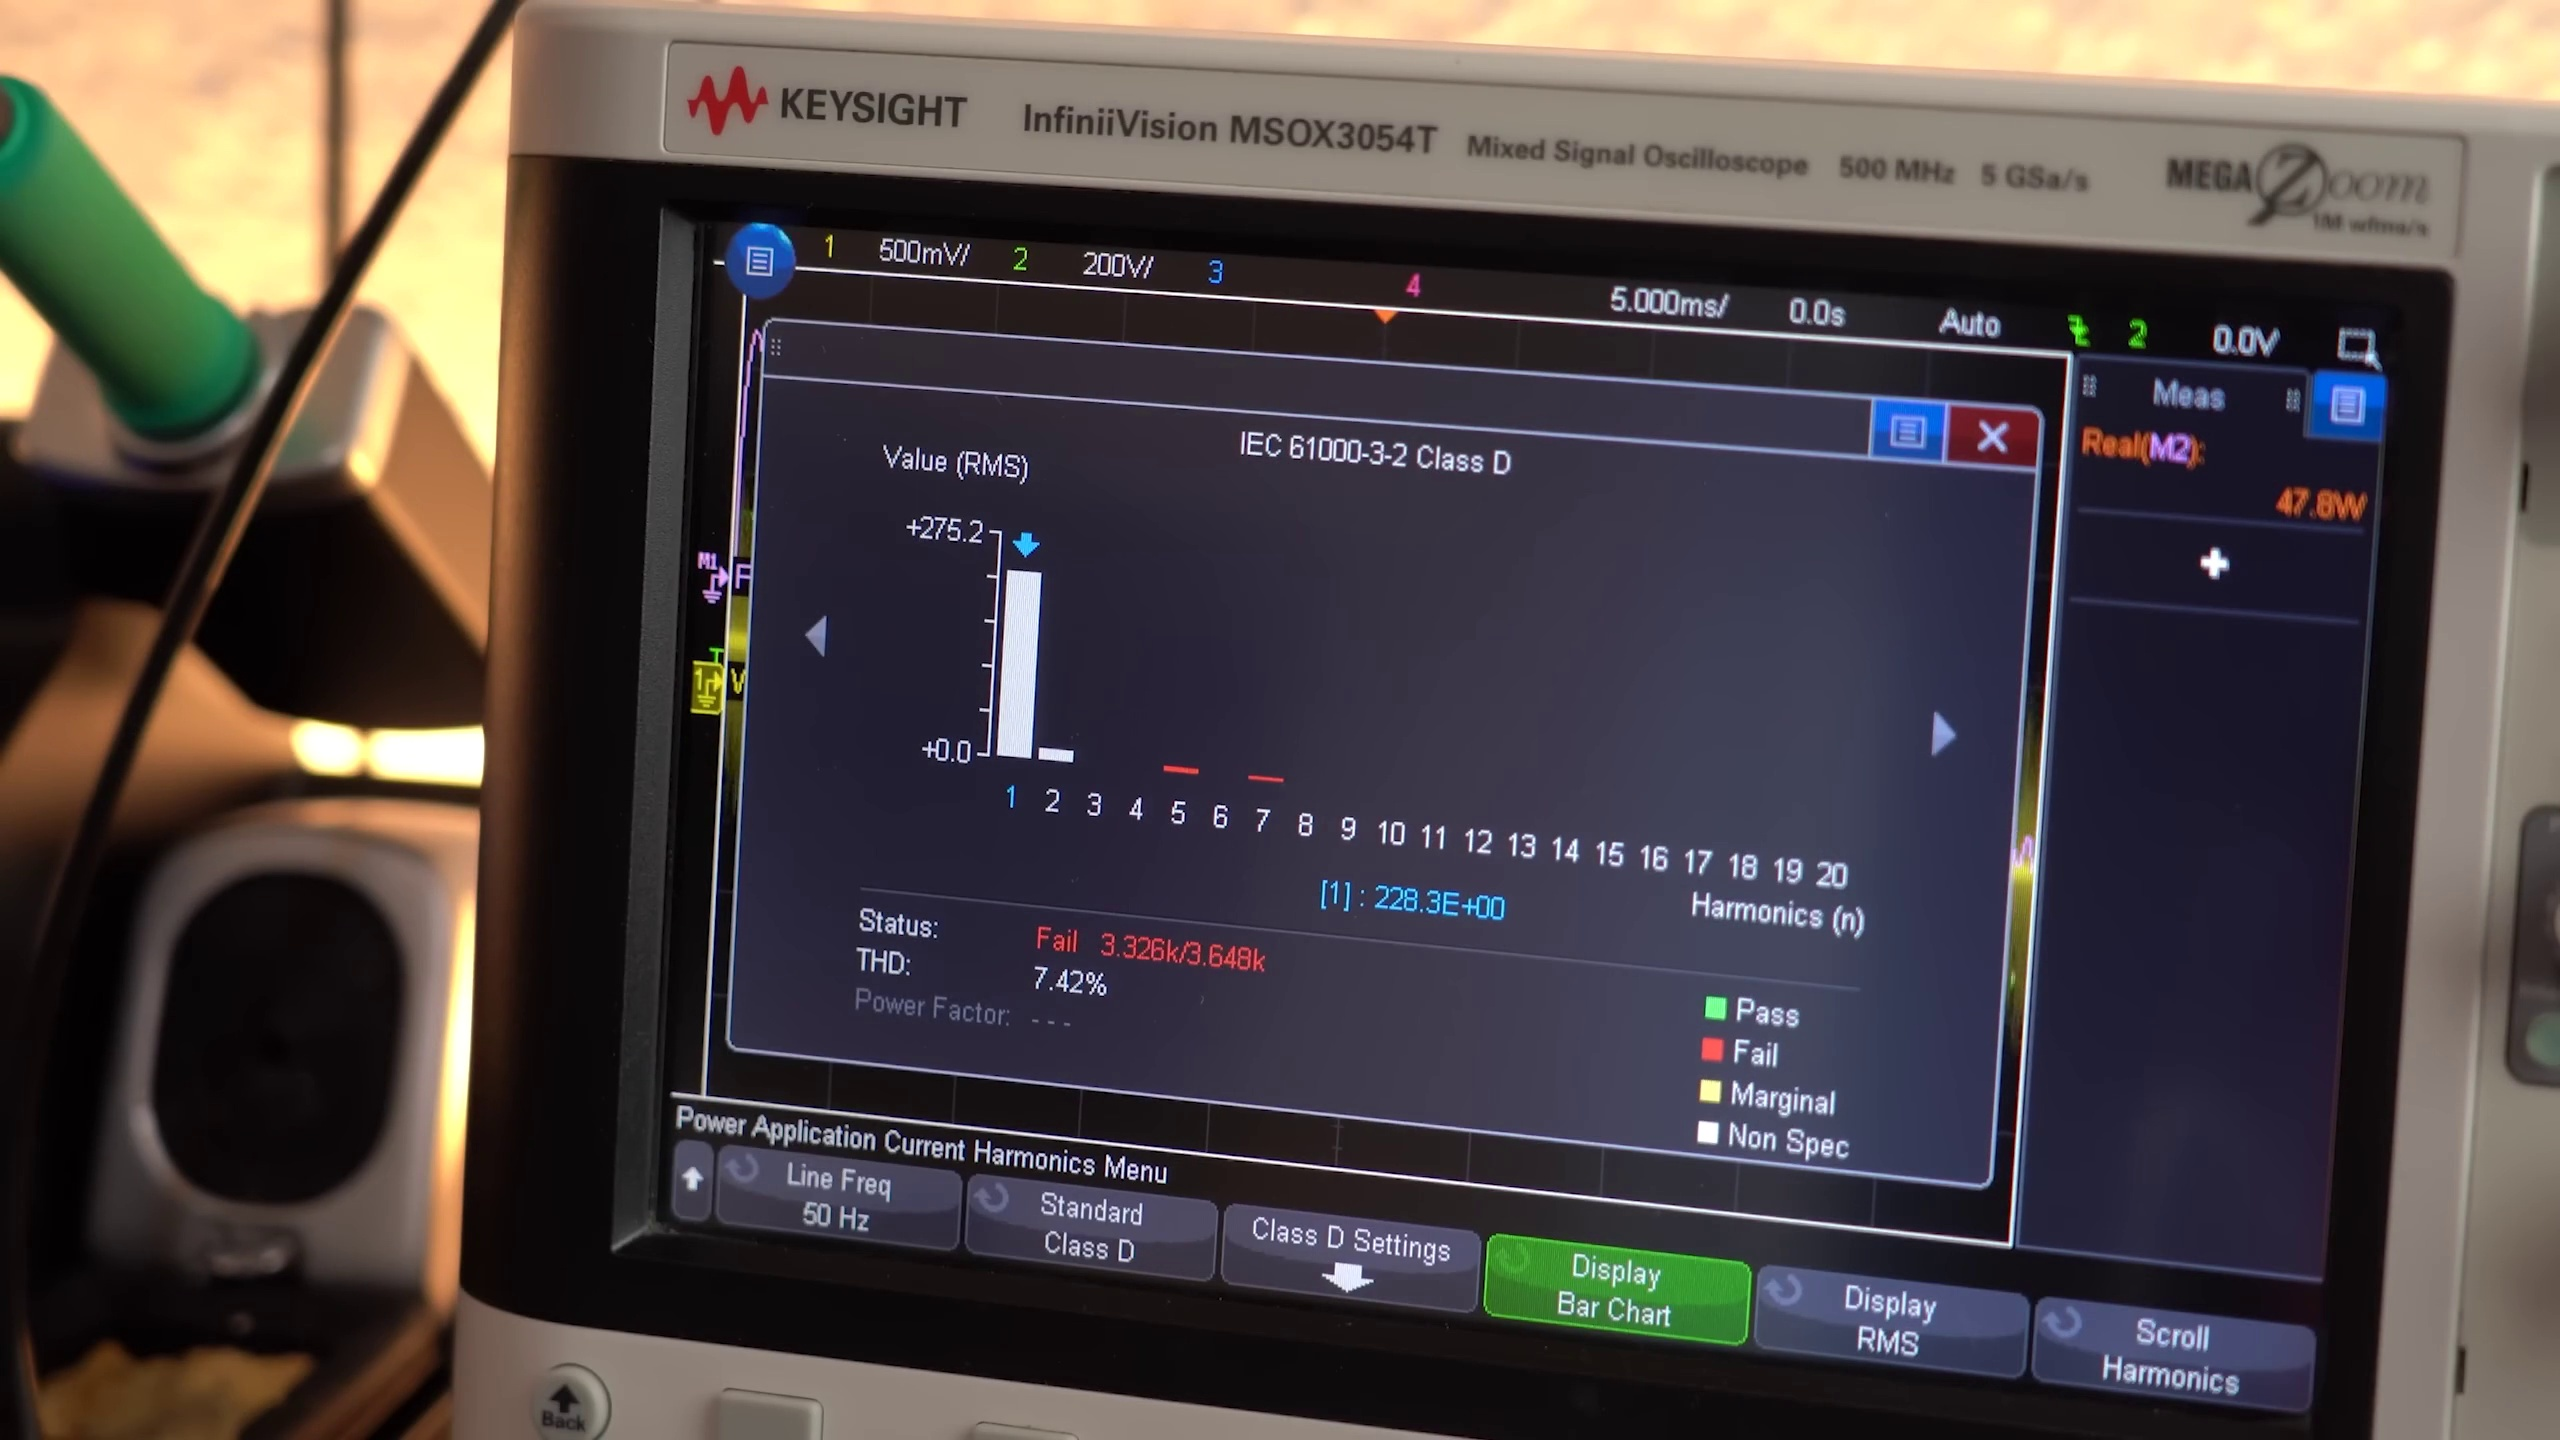 KEYSIGHT InfiniiVision MSOX3054T Mixed Signal Oscilloscope 500 MHz 5 GSa/s MEGA Zoom
1M wfms/s
1 500mV/ 2 200V/ 3 4 5.000ms/ 0.0s Auto 2 0.0V
Meas
Real(M2):
47.8W
IEC 61000-3-2 Class D
Value (RMS)
+275.2
+0.0
M1
T
1
1 2 3 4 5 6 7 8 9 10 11 12 13 14 15 16 17 18 19 20
Harmonics (n)
[1] : 228.3E+00
Status: Fail 3.326k/3.648k
THD: 7.42%
Power Factor: ---
Pass
Fail
Marginal
Non Spec
Power Application Current Harmonics Menu
Line Freq
50 Hz
Standard
Class D
Class D Settings
Display
Bar Chart
Display
RMS
Scroll
Harmonics
Back